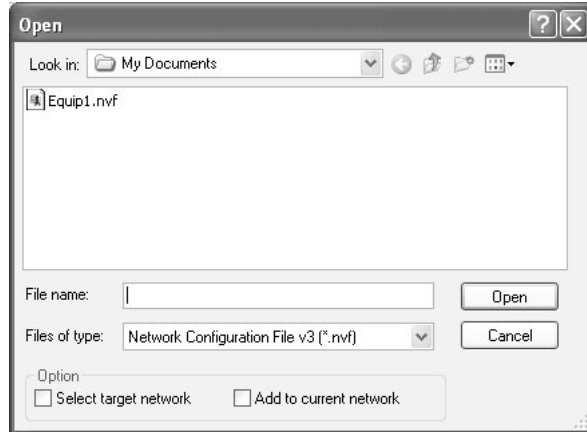 Open
Look in: My Documents
Equip1.nvf
File name:
Open
Files of type: Network Configuration File v3 (*.nvf)
Cancel
Option
Select target network Add to current network